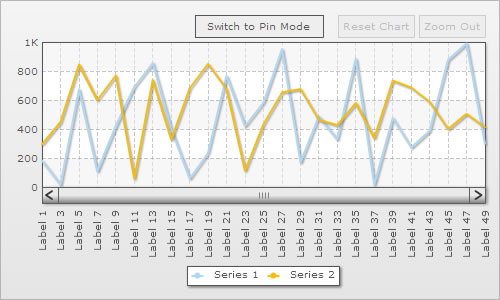 Switch to Pin Mode Reset Chart Zoom Out
1K
800
600
400
200
0
Label 1 Label 3 Label 5 Label 7 Label 9 Label 11 Label 13 Label 15 Label 17 Label 19 Label 21 Label 23 Label 25 Label 27 Label 29 Label 31 Label 33 Label 35 Label 37 Label 39 Label 41 Label 43 Label 45 Label 47 Label 49
Series 1 Series 2